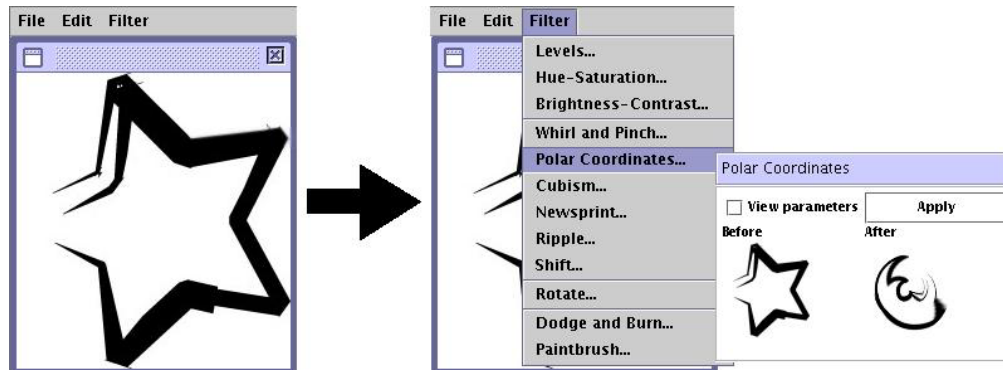 File Edit Filter
File Edit Filter
Levels...
Hue-Saturation...
Brightness-Contrast...
Whirl and Pinch...
Polar Coordinates...
Cubism...
Newsprint...
Ripple...
Shift...
Rotate...
Dodge and Burn...
Paintbrush...
Polar Coordinates
View parameters Apply
Before After